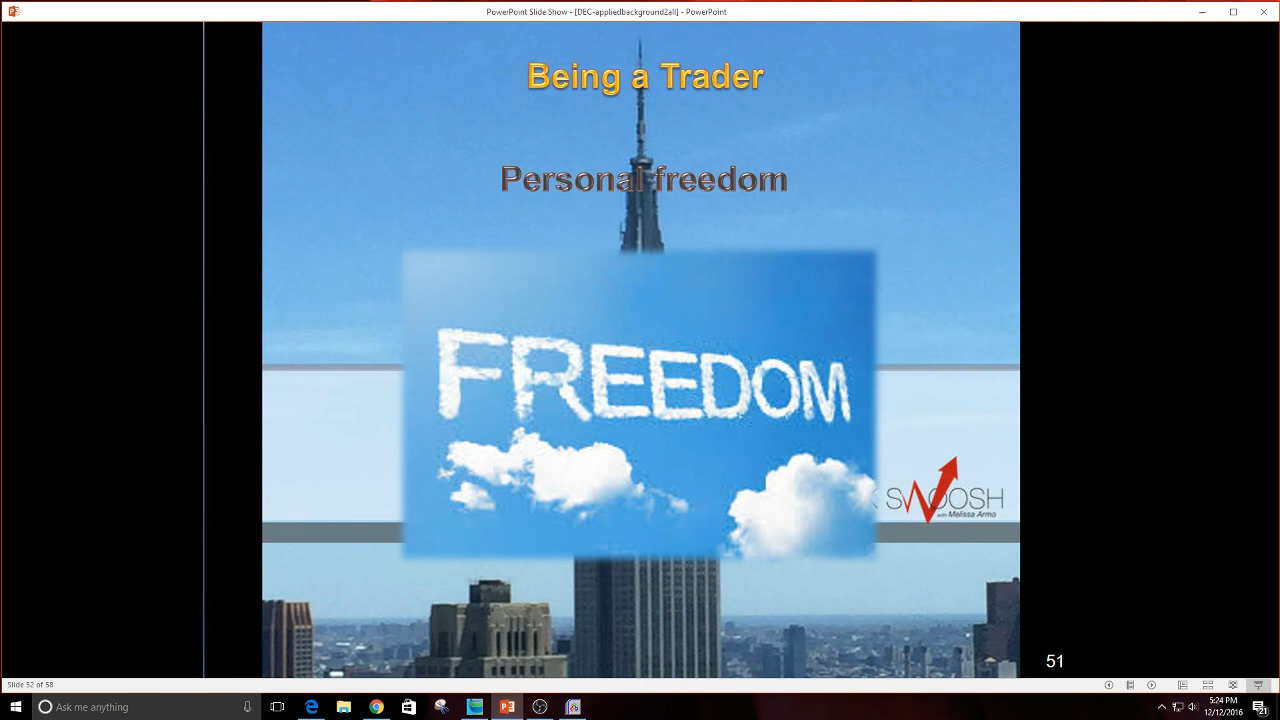 PowerPoint Slide Show - [DEC-appliedbackground2all] - PowerPoint
Being a Trader
Personal freedom
FREEDOM
SWOOSH
with Melissa Armo
51
Slide 52 of 58
Ask me anything
5:24 PM
12/12/2016
2